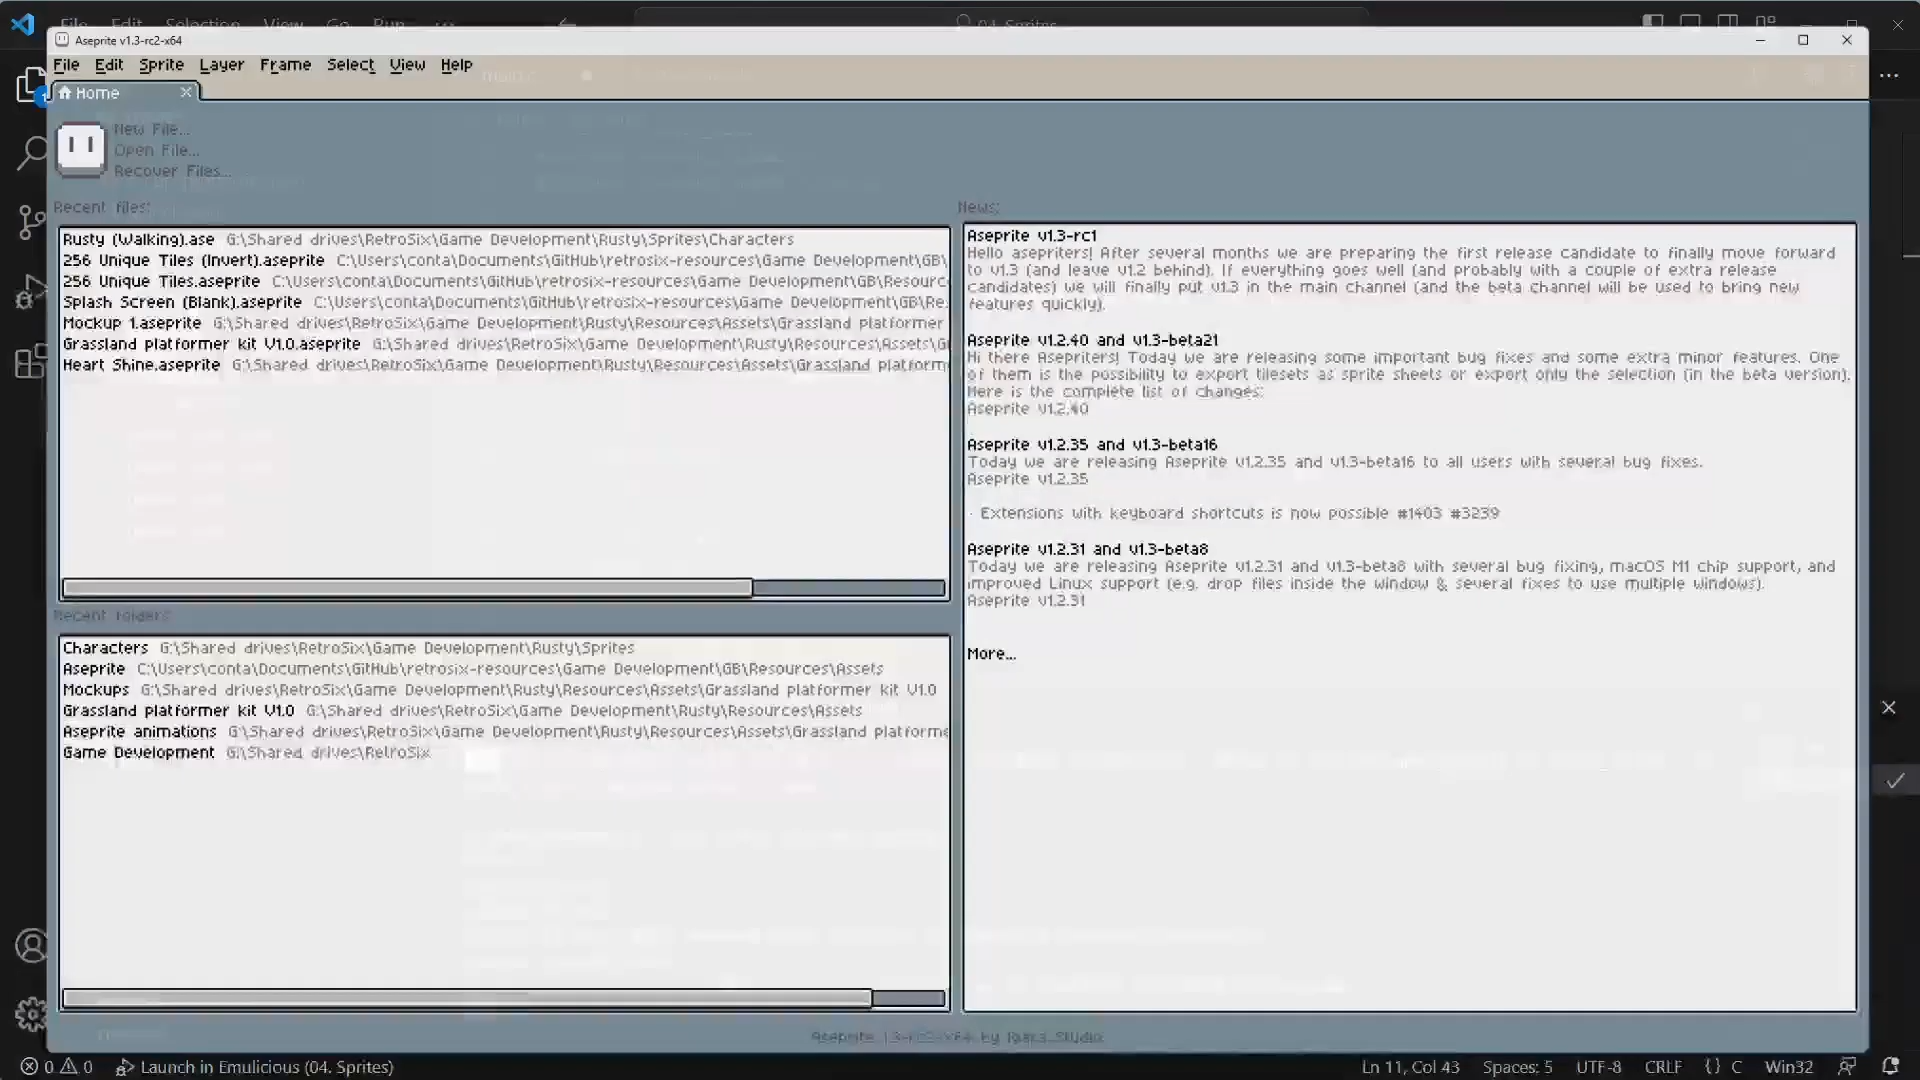 File Edit Selection View Go Run ...
04. Sprites
Aseprite v1.3-rc2-x64
File Edit Sprite Layer Frame Select View Help
Home
New File...
Open File...
Recover Files...
Recent files:
Rusty (Walking).ase G:\Shared drives\RetroSix\Game Development\Rusty\Sprites\Characters
256 Unique Tiles (Invert).aseprite C:\Users\conta\Documents\GitHub\retrosix-resources\Game Development\GB\
256 Unique Tiles.aseprite C:\Users\conta\Documents\GitHub\retrosix-resources\Game Development\GB\Resource
Splash Screen (Blank).aseprite C:\Users\conta\Documents\GitHub\retrosix-resources\Game Development\GB\Re
Mockup 1.aseprite G:\Shared drives\RetroSix\Game Development\Rusty\Resources\Assets\Grassland platformer
Grassland platformer kit V1.0.aseprite G:\Shared drives\RetroSix\Game Development\Rusty\Resources\Assets\G
Heart Shine.aseprite G:\Shared drives\RetroSix\Game Development\Rusty\Resources\Assets\Grassland platform
Recent folders:
Characters G:\Shared drives\RetroSix\Game Development\Rusty\Sprites
Aseprite C:\Users\conta\Documents\GitHub\retrosix-resources\Game Development\GB\Resources\Assets
Mockups G:\Shared drives\RetroSix\Game Development\Rusty\Resources\Assets\Grassland platformer kit V1.0
Grassland platformer kit V1.0 G:\Shared drives\RetroSix\Game Development\Rusty\Resources\Assets
Aseprite animations G:\Shared drives\RetroSix\Game Development\Rusty\Resources\Assets\Grassland platforme
Game Development G:\Shared drives\RetroSix
News:
Aseprite v1.3-rc1
Hello asepriters! After several months we are preparing the first release candidate to finally move forward
to v1.3 (and leave v1.2 behind). If everything goes well (and probably with a couple of extra release
candidates) we will finally put v1.3 in the main channel (and the beta channel will be used to bring new
features quickly).
Aseprite v1.2.40 and v1.3-beta21
Hi there Asepriters! Today we are releasing some important bug fixes and some extra minor features. One
of them is the possibility to export tilesets as sprite sheets or export only the selection (in the beta version).
Here is the complete list of changes:
Aseprite v1.2.40
Aseprite v1.2.35 and v1.3-beta16
Today we are releasing Aseprite v1.2.35 and v1.3-beta16 to all users with several bug fixes.
Aseprite v1.2.35
· Extensions with keyboard shortcuts is now possible #1403 #3239
Aseprite v1.2.31 and v1.3-beta8
Today we are releasing Aseprite v1.2.31 and v1.3-beta8 with several bug fixing, macOS M1 chip support, and
improved Linux support (e.g. drop files inside the window & several fixes to use multiple windows).
Aseprite v1.2.31
More...
Aseprite 1.3-rc2-x64 by Igara Studio
0 0 Launch in Emulicious (04. Sprites)
Ln 11, Col 43 Spaces: 5 UTF-8 CRLF {} C Win32